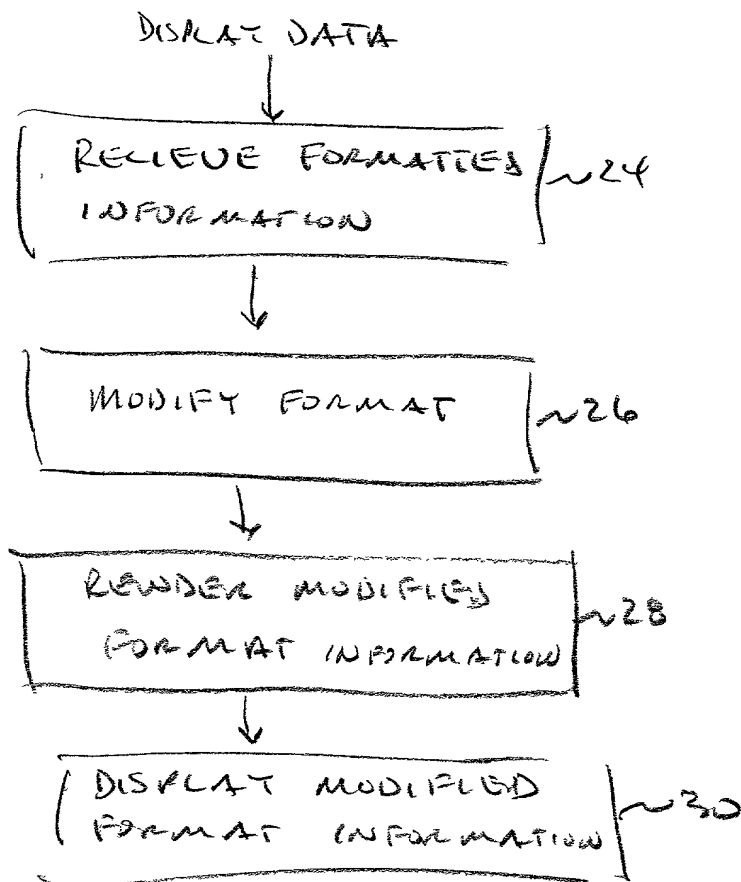 DISPLAY DATA
RECIEVE FORMATTED
INFORMATION
~24
MODIFY FORMAT
~26
RENDER MODIFIED
FORMAT INFORMATION
~28
DISPLAY MODIFIED
FORMAT INFORMATION
~30